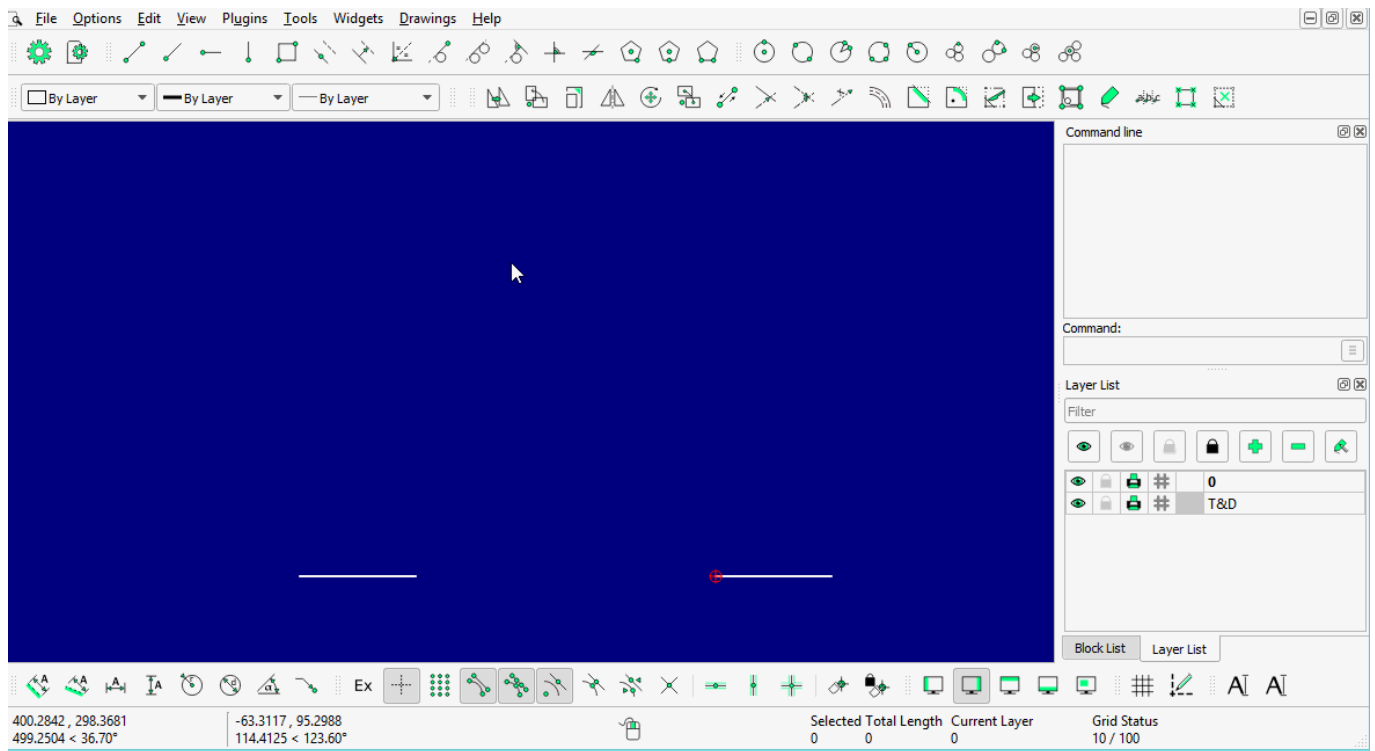 File Options Edit View Plugins Tools Widgets Drawings Help
By Layer By Layer By Layer
Command line
Command:
Layer List
Filter
0
T&D
Block List Layer List
Ex
AI AI
400.2842 , 298.3681 -63.3117 , 95.2988 Selected Total Length Current Layer Grid Status
499.2504 < 36.70° 114.4125 < 123.60° 0 0 0 10 / 100